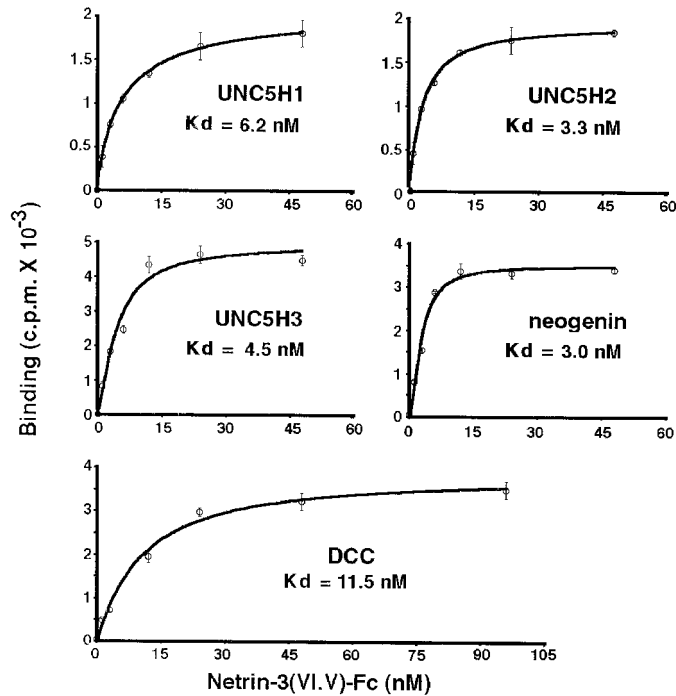 2
1.5
1
0.5
0
0 15 30 45 60
UNC5H1
Kd = 6.2 nM
2
1.5
1
0.5
0
0 15 30 45 60
UNC5H2
Kd = 3.3 nM
5
4
3
2
1
0
0 15 30 45 60
UNC5H3
Kd = 4.5 nM
4
3
2
1
0
0 15 30 45 60
neogenin
Kd = 3.0 nM
4
3
2
1
0
0 15 30 45 60 75 90 105
DCC
Kd = 11.5 nM
Binding (c.p.m. X 10-3)
Netrin-3(VI.V)-Fc (nM)